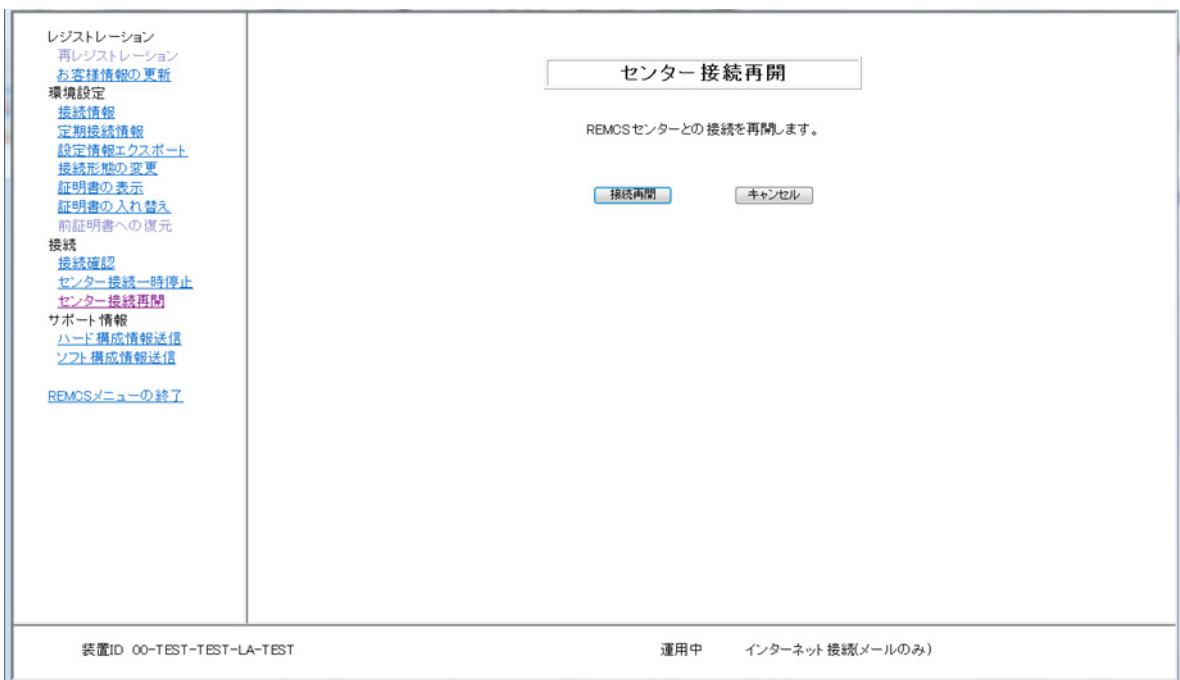 レジストレーション
再レジストレーション
お客様情報の更新
環境設定
接続情報
定期接続情報
設定情報エクスポート
接続形態の変更
証明書の表示
証明書の入れ替え
前証明書への復元
接続
接続確認
センター接続一時停止
センター接続再開
サポート情報
ハード構成情報送信
ソフト構成情報送信
REMCSメニューの終了
センター接続再開
REMCSセンターとの接続を再開します。
接続再開 キャンセル
装置ID 00-TEST-TEST-LA-TEST 運用中 インターネット接続(メールのみ)